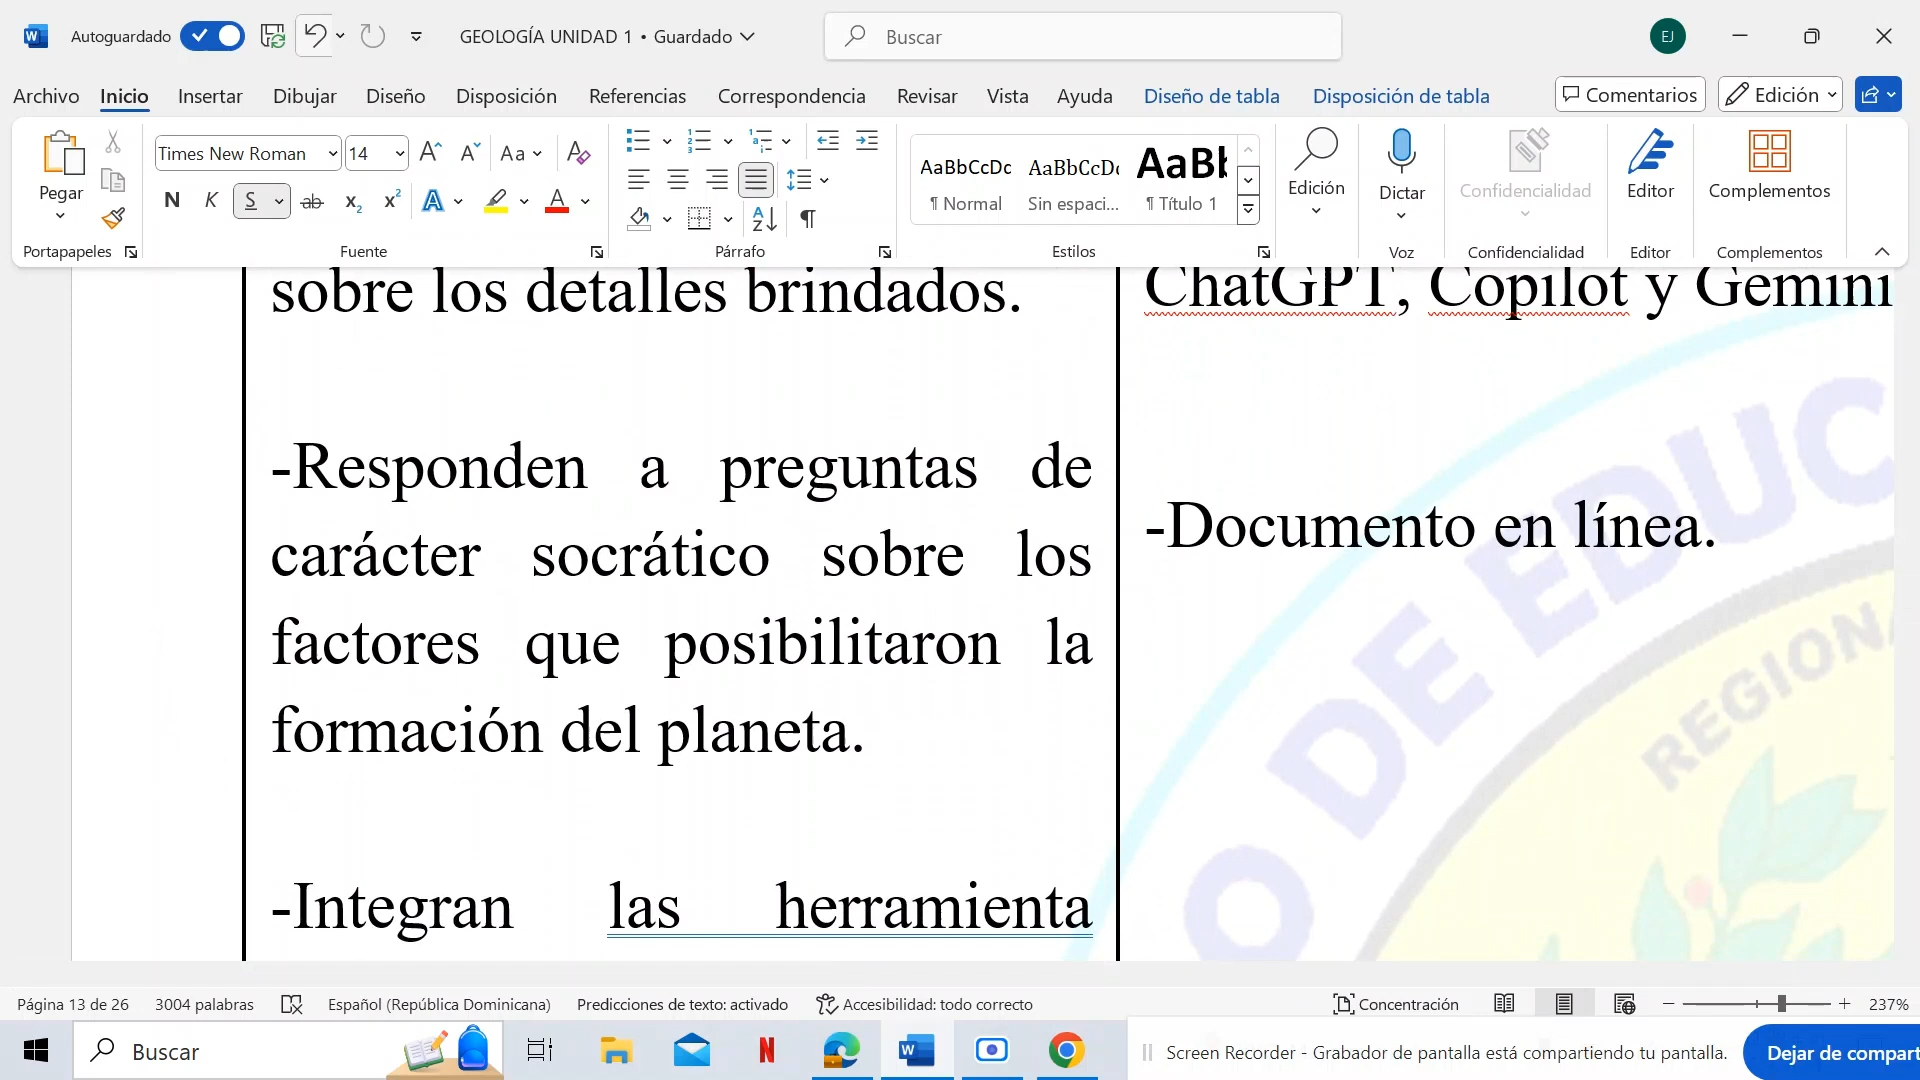 Autoguardado
GEOLOGÍA UNIDAD 1 • Guardado
Buscar
EJ
Archivo Inicio Insertar Dibujar Diseño Disposición Referencias Correspondencia Revisar Vista Ayuda Diseño de tabla Disposición de tabla
Comentarios Edición
Pegar
Times New Roman 14
AaBbCcDc AaBbCcDc AaBb
¶ Normal Sin espaci... ¶ Título 1
Edición
Dictar
Confidencialidad
Editor
Complementos
Portapapeles Fuente Párrafo Estilos Voz Confidencialidad Editor Complementos
sobre los detalles brindados.
-Responden a preguntas de
carácter socrático sobre los
factores que posibilitaron la
formación del planeta.
-Integran las herramienta
ChatGPT, Copilot y Gemini
-Documento en línea.
O DE EDUC
REGIONA
Página 13 de 26 3004 palabras Español (República Dominicana) Predicciones de texto: activado Accesibilidad: todo correcto Concentración 237%
Buscar
Screen Recorder - Grabador de pantalla está compartiendo tu pantalla.
Dejar de compart